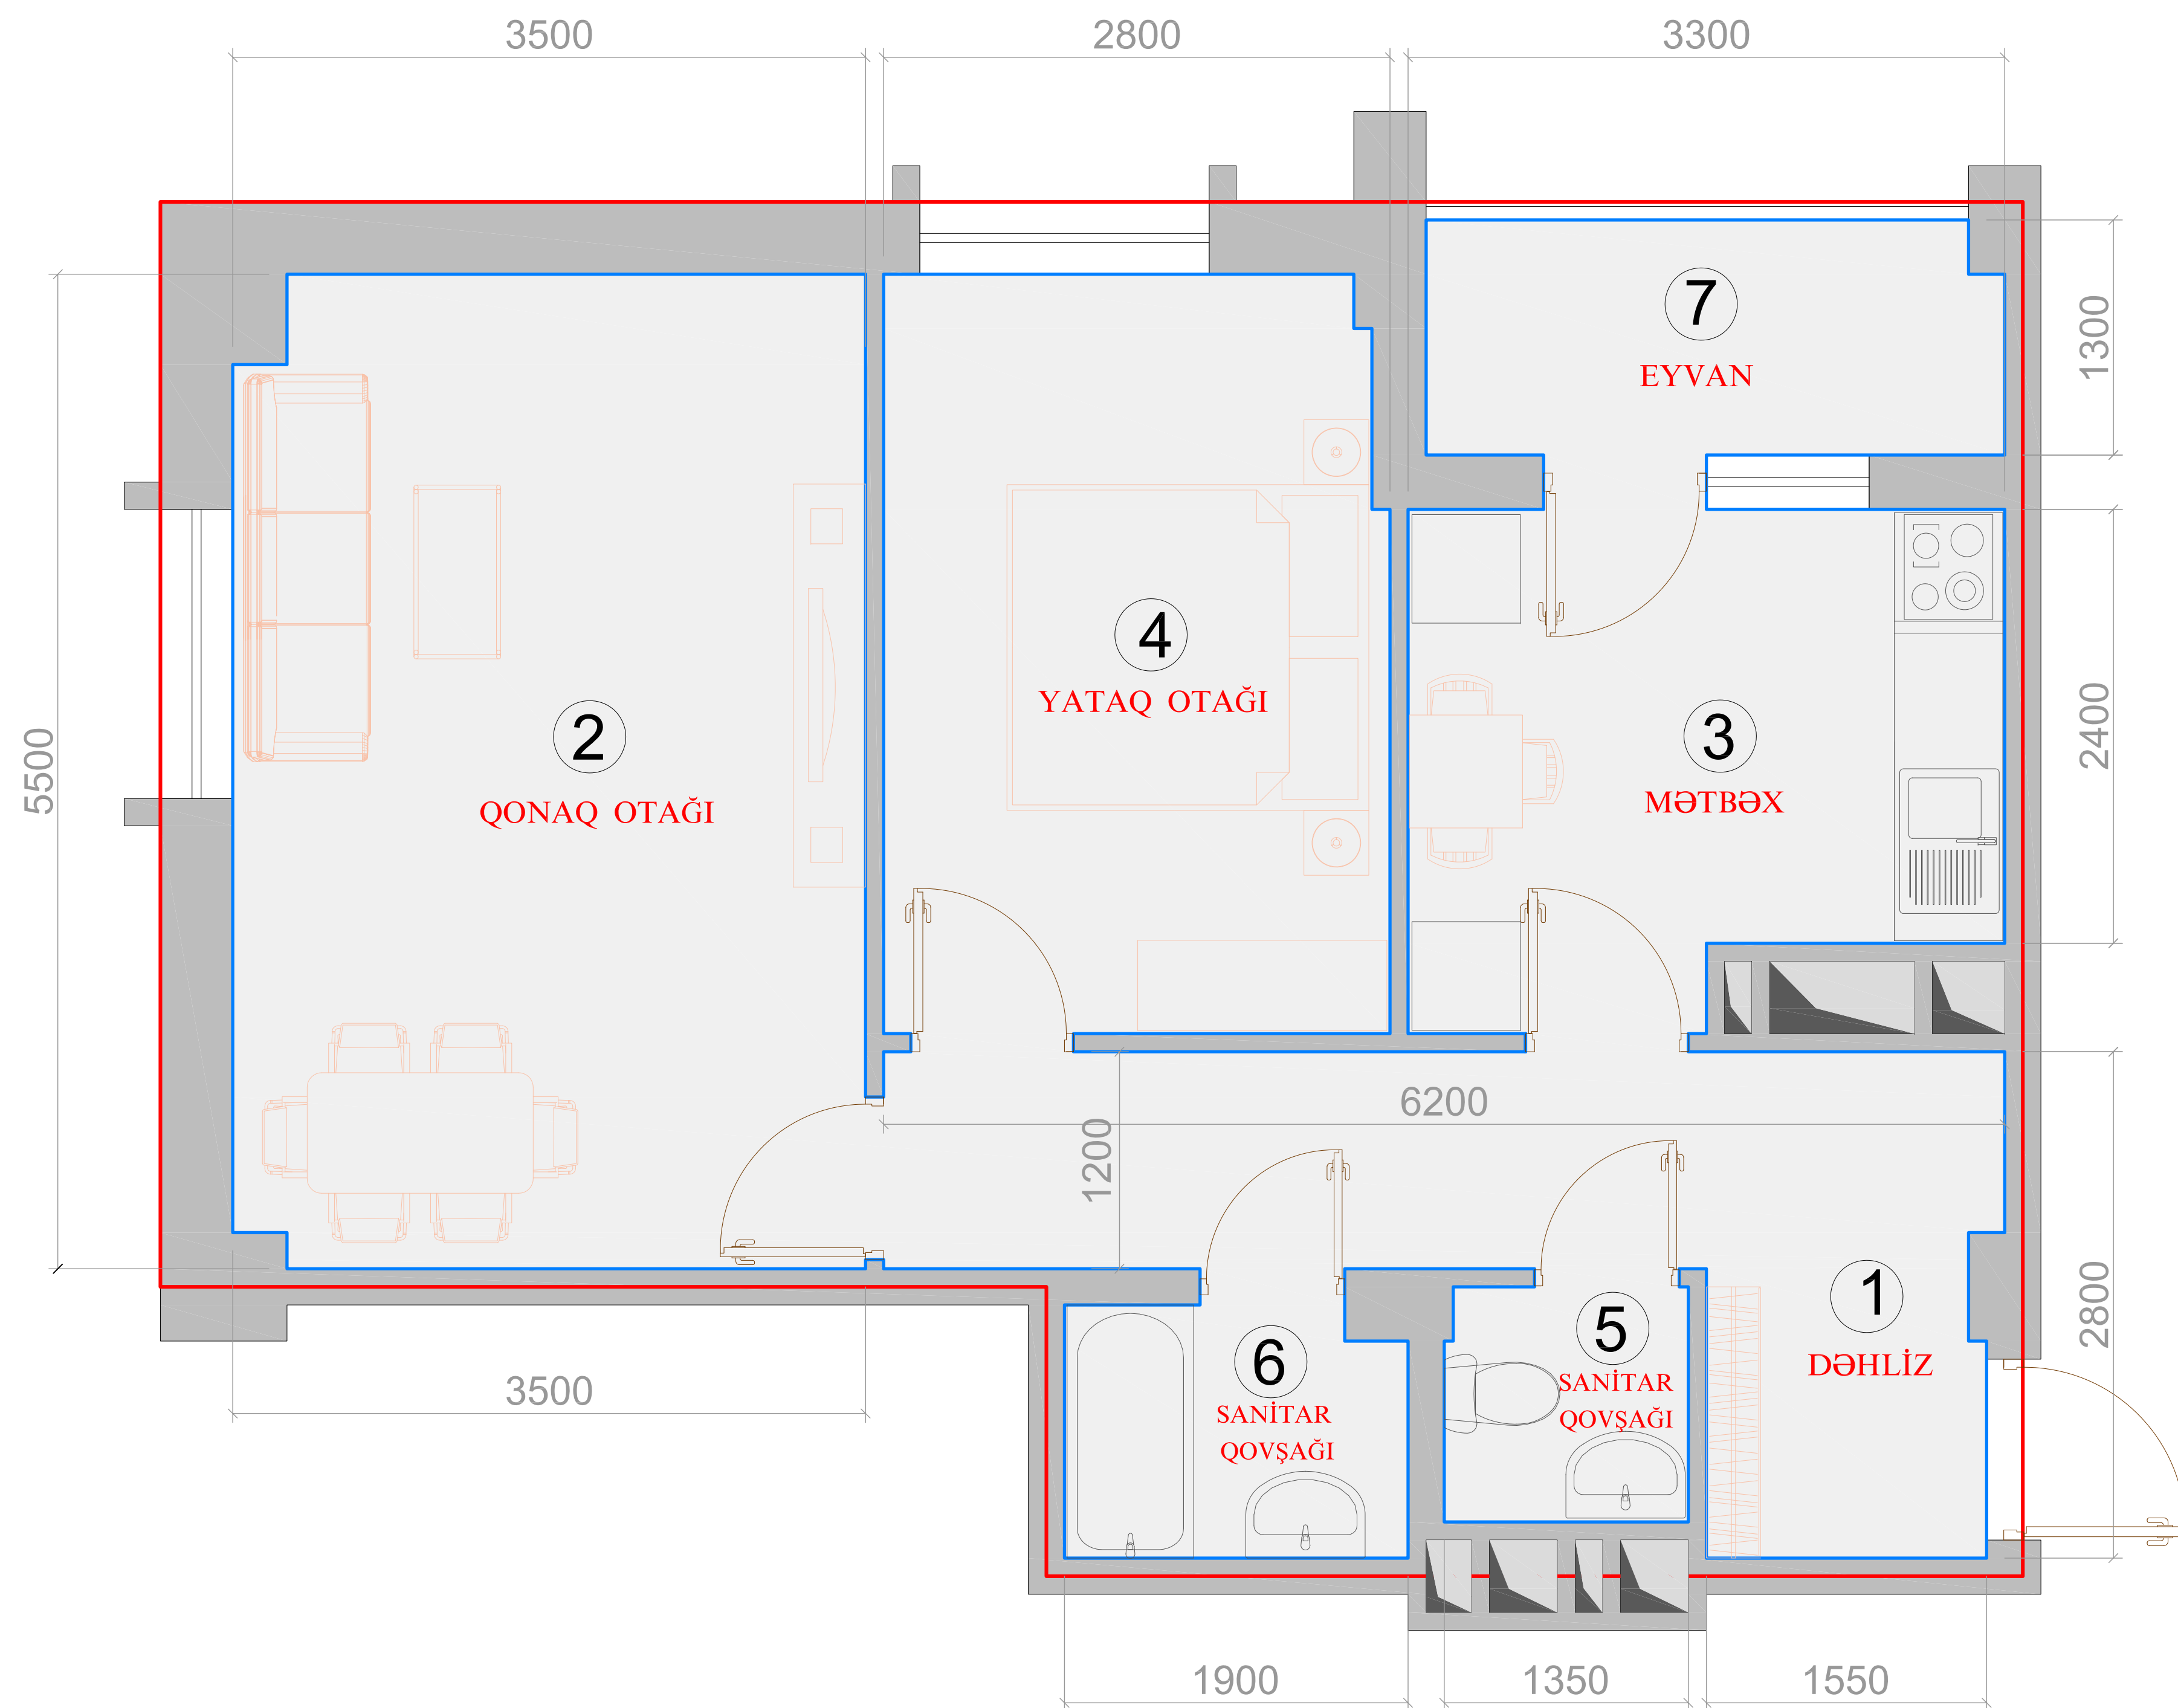 3500
2800
3300
7
EYVAN
1300
4
YATAQ OTAĞI
2
QONAQ OTAĞI
3
MƏTBƏX
5500
2400
6200
1200
1
DƏHLİZ
2800
5
SANİTAR
QOVŞAĞI
6
SANİTAR
QOVŞAĞI
3500
1900
1350
1550